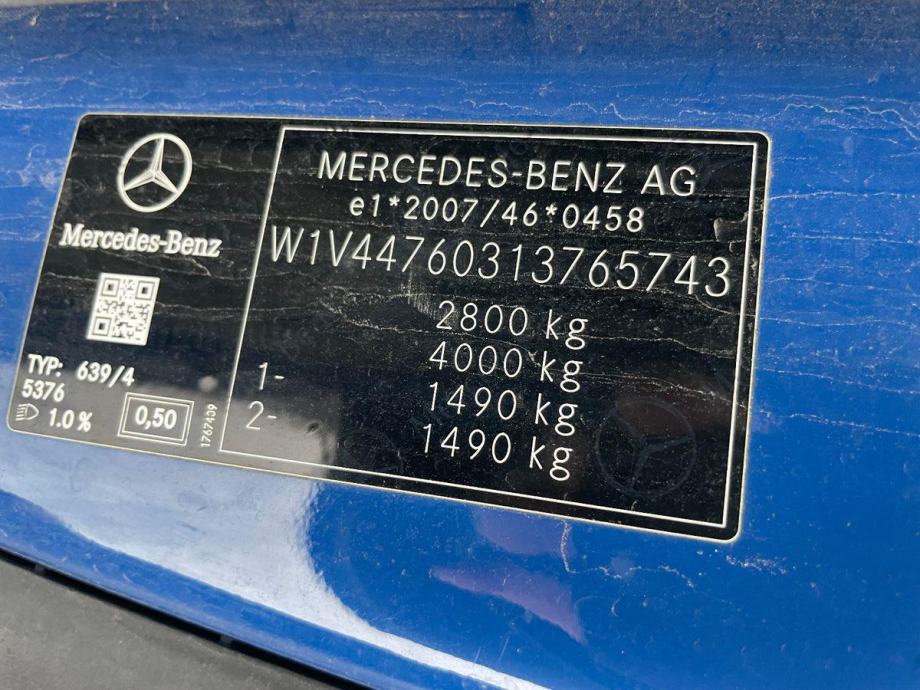 Mercedes-Benz
TYP: 639/4
5376
1.0 %
0,50
1767439
MERCEDES-BENZ AG
e1*2007/46*0458
W1V44760313765743
2800 kg
4000 kg
1- 1490 kg
2- 1490 kg